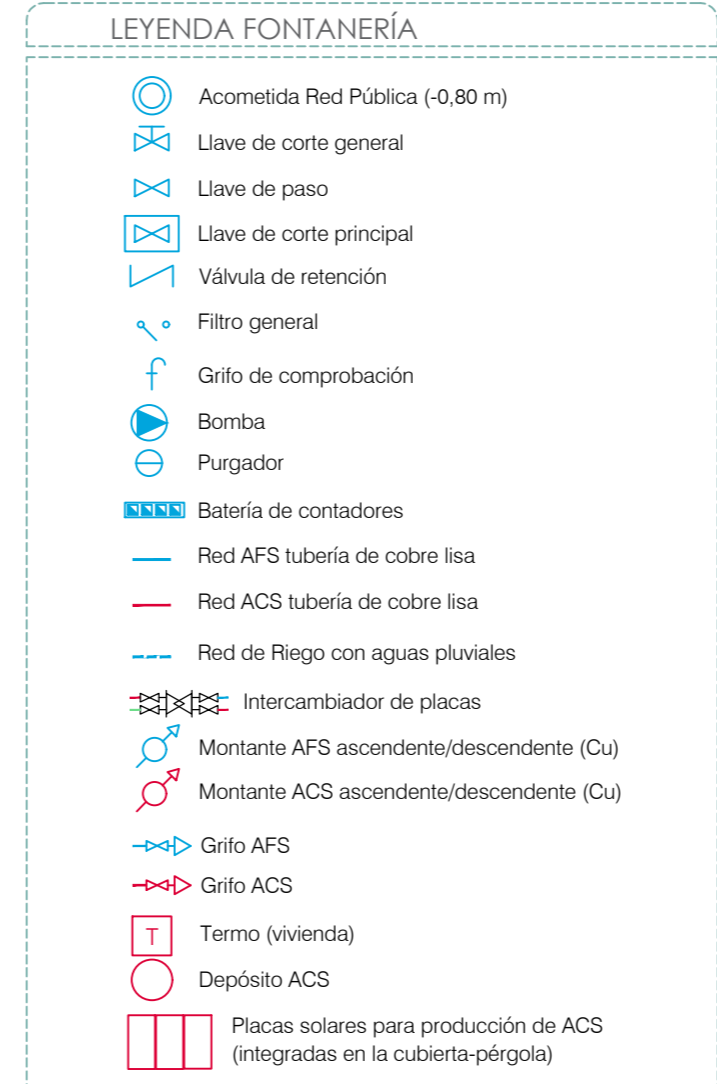 LEYENDA FONTANERÍA
Acometida Red Pública (-0,80 m)
Llave de corte general
Llave de paso
Llave de corte principal
Válvula de retención
Filtro general
Grifo de comprobación
Bomba
Purgador
Batería de contadores
Red AFS tubería de cobre lisa
Red ACS tubería de cobre lisa
Red de Riego con aguas pluviales
Intercambiador de placas
Montante AFS ascendente/descendente (Cu)
Montante ACS ascendente/descendente (Cu)
Grifo AFS
Grifo ACS
T Termo (vivienda)
Depósito ACS
Placas solares para producción de ACS
(integradas en la cubierta-pérgola)